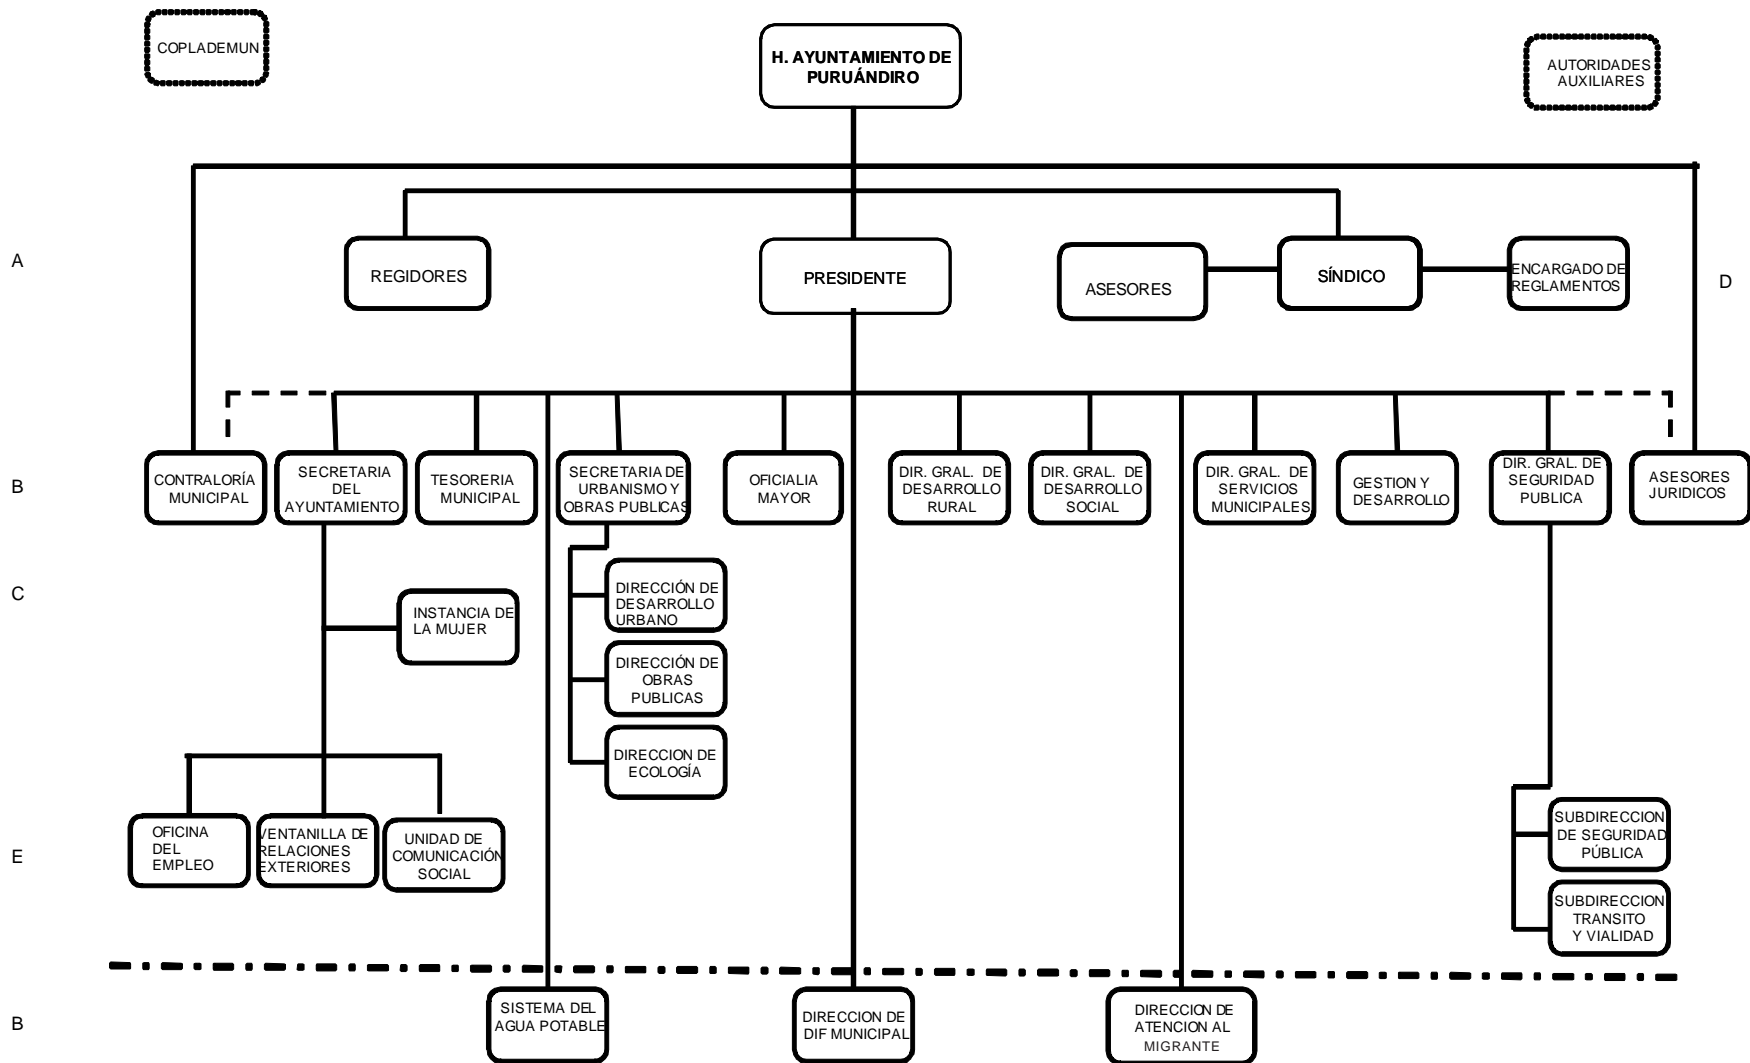 COPLADEMUN
H. AYUNTAMIENTO DE
PURUÁNDIRO
AUTORIDADES
AUXILIARES
A
REGIDORES
PRESIDENTE
ASESORES
SÍNDICO
ENCARGADO DE
REGLAMENTOS
D
B
CONTRALORÍA
MUNICIPAL
SECRETARIA
DEL
AYUNTAMIENTO
TESORERIA
MUNICIPAL
SECRETARIA DE
URBANISMO Y
OBRAS PUBLICAS
OFICIALIA
MAYOR
DIR. GRAL. DE
DESARROLLO
RURAL
DIR. GRAL. DE
DESARROLLO
SOCIAL
DIR. GRAL. DE
SERVICIOS
MUNICIPALES
GESTION Y
DESARROLLO
DIR. GRAL. DE
SEGURIDAD
PUBLICA
ASESORES
JURIDICOS
C
INSTANCIA DE
LA MUJER
DIRECCIÓN DE
DESARROLLO
URBANO
DIRECCIÓN DE
OBRAS
PUBLICAS
DIRECCION DE
ECOLOGÍA
E
OFICINA
DEL
EMPLEO
VENTANILLA DE
RELACIONES
EXTERIORES
UNIDAD DE
COMUNICACIÓN
SOCIAL
SUBDIRECCION
DE SEGURIDAD
PÚBLICA
SUBDIRECCION
TRANSITO
Y VIALIDAD
B
SISTEMA DEL
AGUA POTABLE
DIRECCION DE
DIF MUNICIPAL
DIRECCION DE
ATENCION AL
MIGRANTE